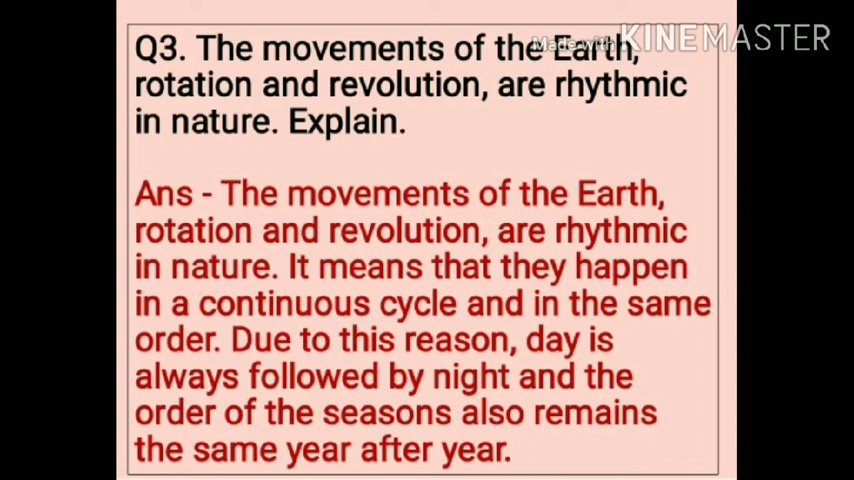 Made with KINEMASTER
Q3. The movements of the Earth,
rotation and revolution, are rhythmic
in nature. Explain.
Ans - The movements of the Earth,
rotation and revolution, are rhythmic
in nature. It means that they happen
in a continuous cycle and in the same
order. Due to this reason, day is
always followed by night and the
order of the seasons also remains
the same year after year.